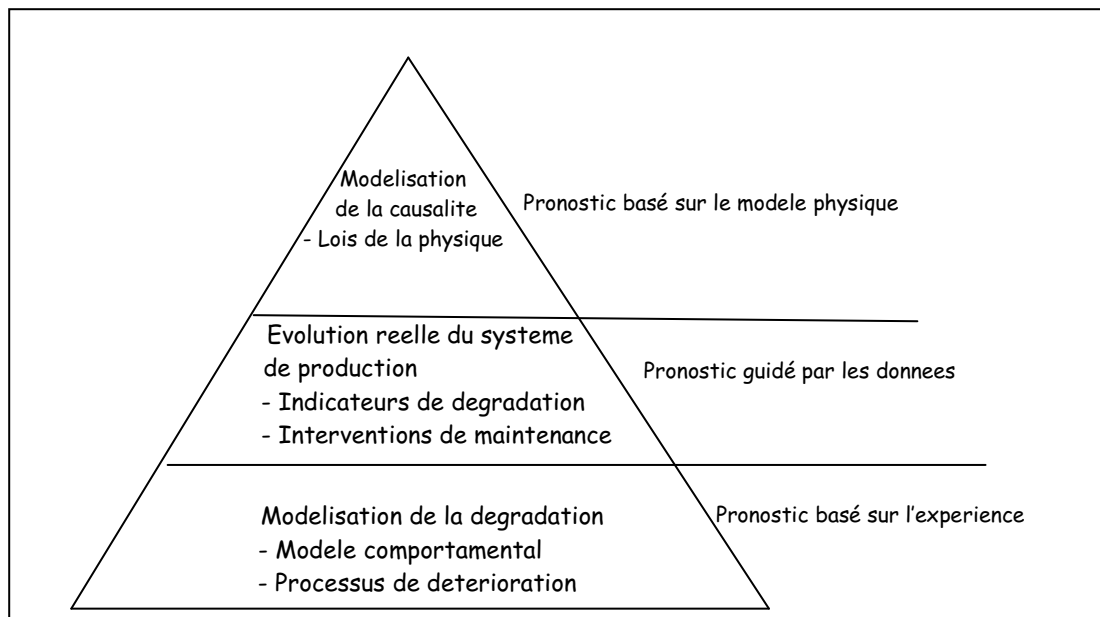 Modelisation
de la causalite
- Lois de la physique
Pronostic basé sur le modele physique
Evolution reelle du systeme
de production
- Indicateurs de degradation
- Interventions de maintenance
Pronostic guidé par les donnees
Modelisation de la degradation
- Modele comportamental
- Processus de deterioration
Pronostic basé sur l'experience